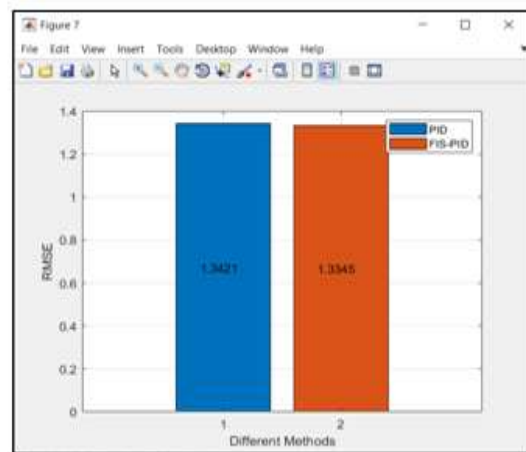 Figure 7
File Edit View Insert Tools Desktop Window Help
1.4
PID
FIS-PID
1.2
1
0.8
RMSE
1.3421
1.3345
0.6
0.4
0.2
0
1
2
Different Methods